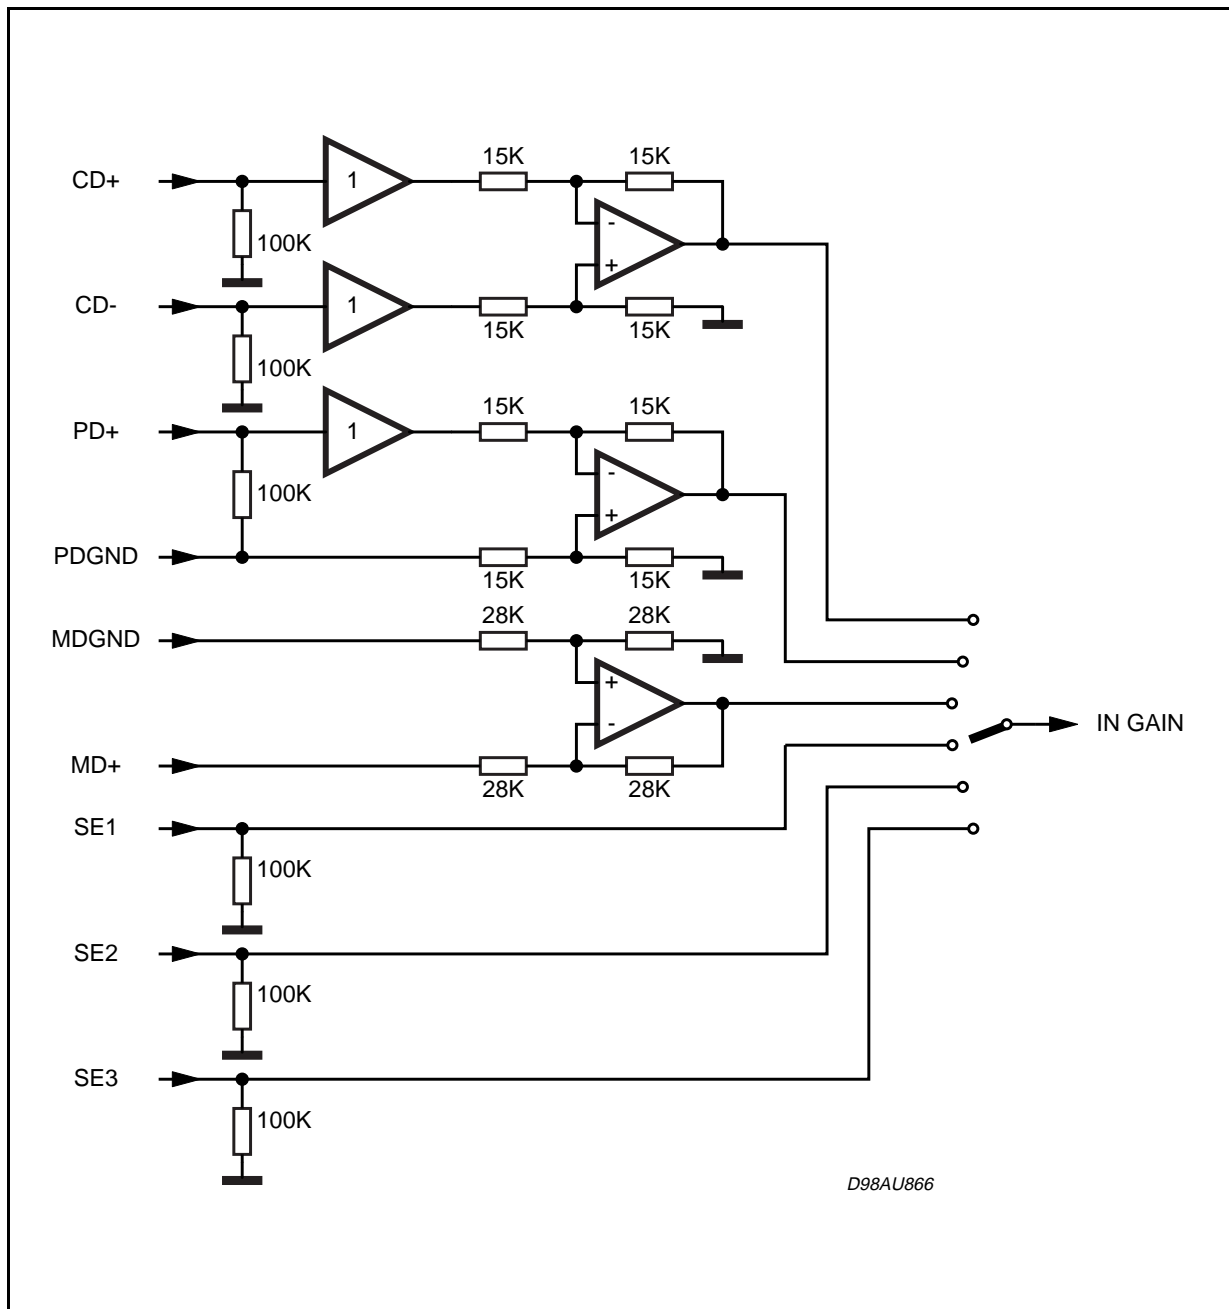 15K 15K
CD+ 1
-
100K
+
CD- 1
15K 15K
100K
15K 15K
PD+ 1
-
100K
+
PDGND
15K 15K
28K 28K
MDGND
+
-
IN GAIN
MD+
28K 28K
SE1
100K
SE2
100K
SE3
100K
D98AU866